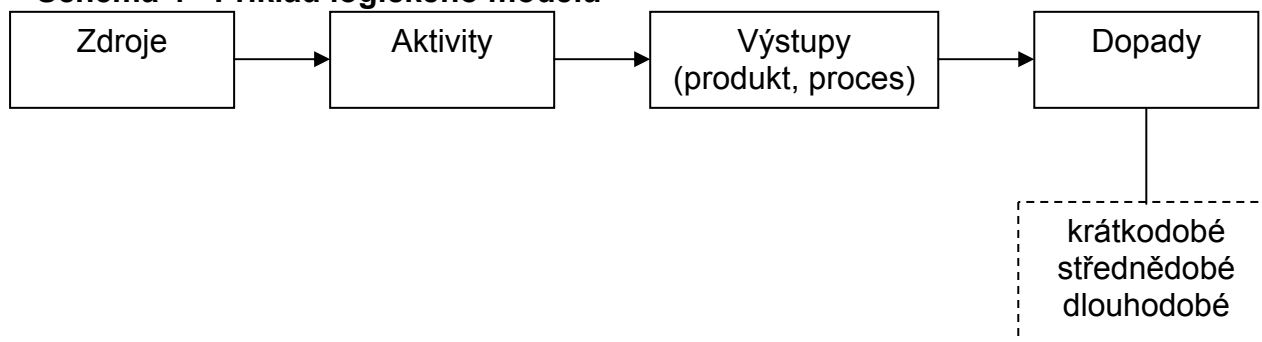 Zdroje
Aktivity
Výstupy
(produkt, proces)
Dopady
krátkodobé
střednědobé
dlouhodobé